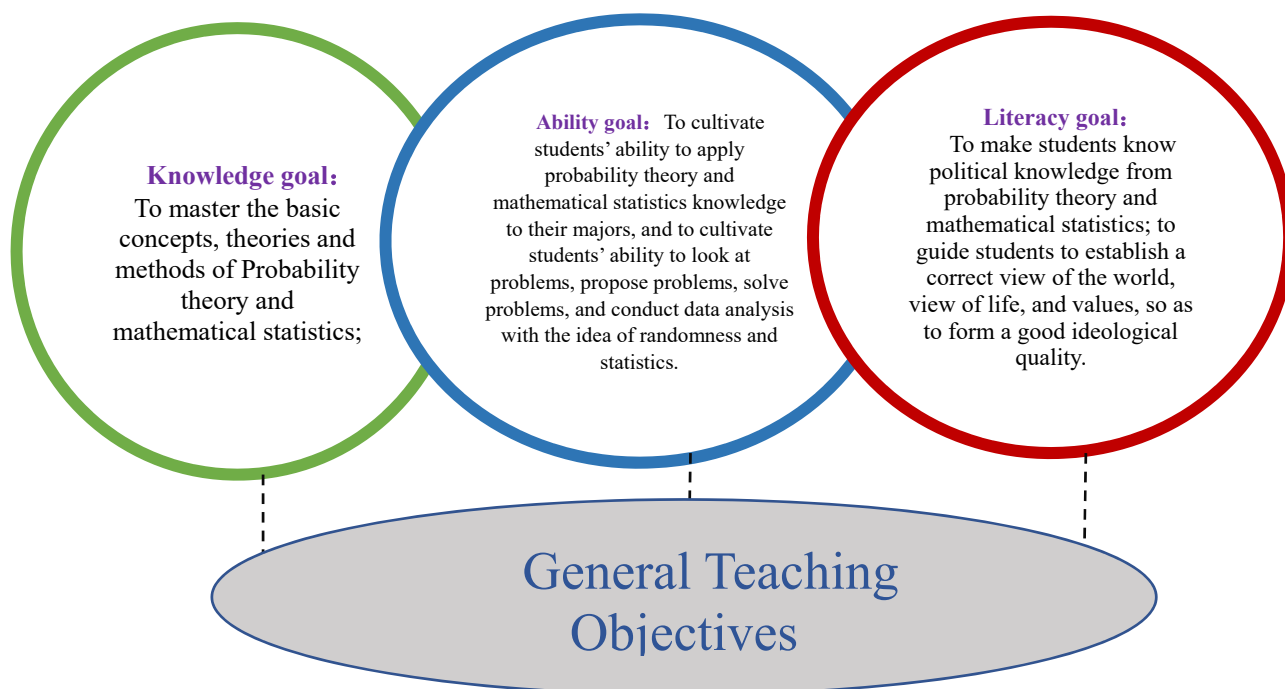 Knowledge goal：
To master the basic
concepts, theories and
methods of Probability
theory and
mathematical statistics;
Ability goal： To cultivate
students’ ability to apply
probability theory and
mathematical statistics knowledge
to their majors, and to cultivate
students’ ability to look at
problems, propose problems, solve
problems, and conduct data analysis
with the idea of randomness and
statistics.
Literacy goal：
To make students know
political knowledge from
probability theory and
mathematical statistics; to
guide students to establish a
correct view of the world,
view of life, and values, so as
to form a good ideological
quality.
General Teaching
Objectives